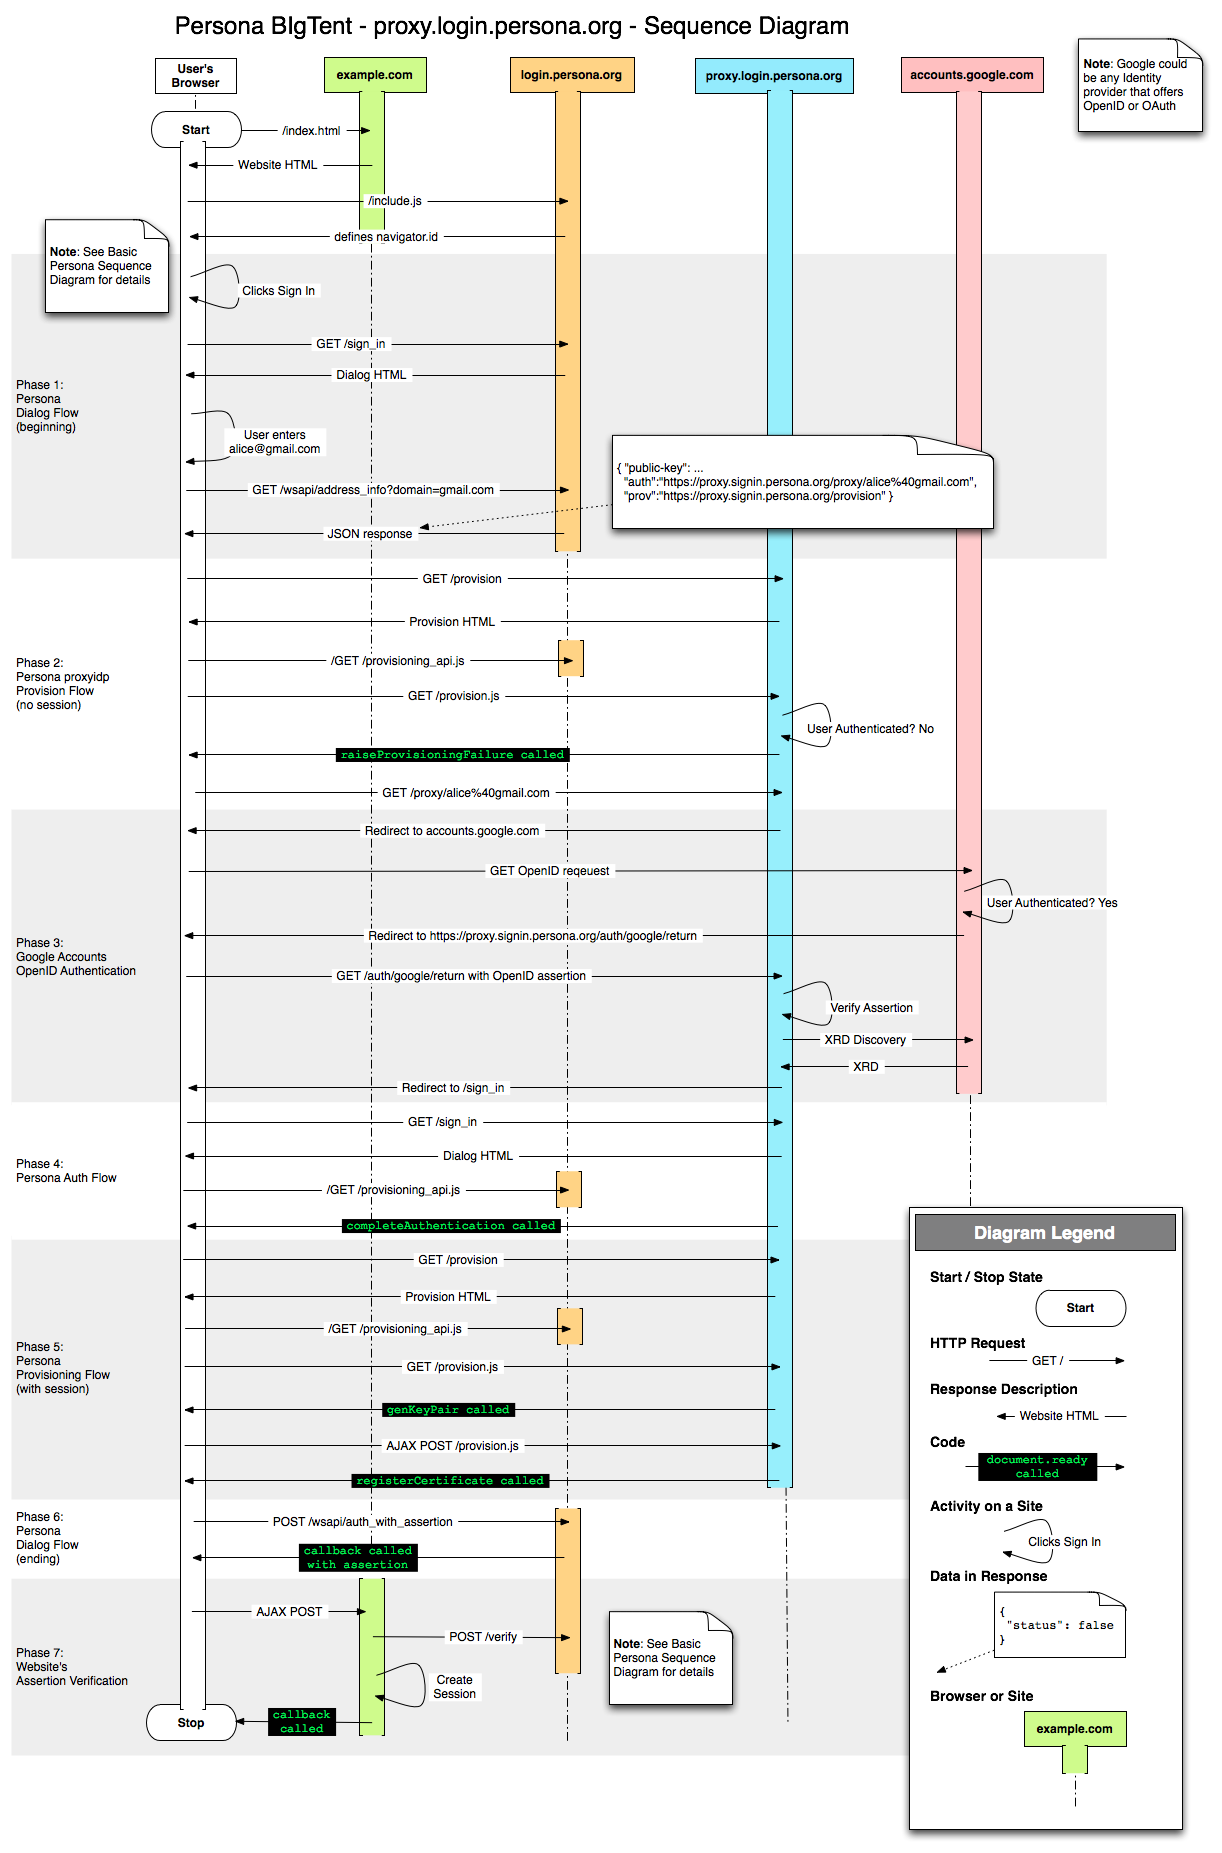 Persona BIgTent - proxy.login.persona.org - Sequence Diagram
User's
Browser
example.com
login.persona.org
proxy.login.persona.org
accounts.google.com
Note: Google could
be any Identity
provider that offers
OpenID or OAuth
Start
/index.html
Website HTML
/include.js
defines navigator.id
Note: See Basic
Persona Sequence
Diagram for details
Clicks Sign In
GET /sign_in
Dialog HTML
Phase 1:
Persona
Dialog Flow
(beginning)
User enters
alice@gmail.com
{ "public-key": ...
"auth":"https://proxy.signin.persona.org/proxy/alice%40gmail.com",
"prov":"https://proxy.signin.persona.org/provision" }
GET /wsapi/address_info?domain=gmail.com
JSON response
GET /provision
Provision HTML
Phase 2:
Persona proxyidp
Provision Flow
(no session)
/GET /provisioning_api.js
GET /provision.js
User Authenticated? No
raiseProvisioningFailure called
GET /proxy/alice%40gmail.com
Redirect to accounts.google.com
GET OpenID reqeuest
User Authenticated? Yes
Phase 3:
Google Accounts
OpenID Authentication
Redirect to https://proxy.signin.persona.org/auth/google/return
GET /auth/google/return with OpenID assertion
Verify Assertion
XRD Discovery
XRD
Redirect to /sign_in
GET /sign_in
Dialog HTML
Phase 4:
Persona Auth Flow
/GET /provisioning_api.js
completeAuthentication called
GET /provision
Provision HTML
/GET /provisioning_api.js
Phase 5:
Persona
Provisioning Flow
(with session)
GET /provision.js
genKeyPair called
AJAX POST /provision.js
registerCertificate called
Phase 6:
Persona
Dialog Flow
(ending)
POST /wsapi/auth_with_assertion
callback called
with assertion
AJAX POST
POST /verify
Phase 7:
Website's
Assertion Verification
Create
Session
Note: See Basic
Persona Sequence
Diagram for details
Stop
callback
called
Diagram Legend
Start / Stop State
Start
HTTP Request
GET /
Response Description
Website HTML
Code
document.ready
called
Activity on a Site
Clicks Sign In
Data in Response
{
"status": false
}
Browser or Site
example.com